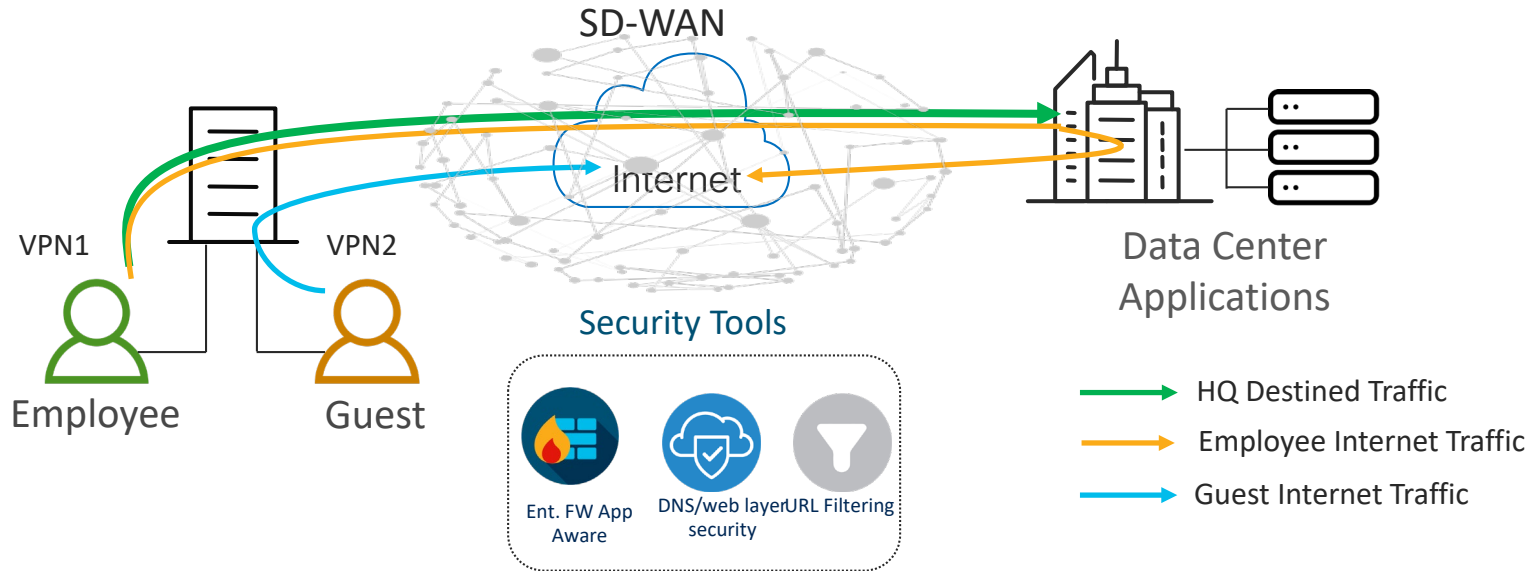 SD-WAN
Internet
VPN1
VPN2
Employee
Guest
Data Center
Applications
Security Tools
Ent. FW App
Aware
DNS/web layer
security
URL Filtering
HQ Destined Traffic
Employee Internet Traffic
Guest Internet Traffic